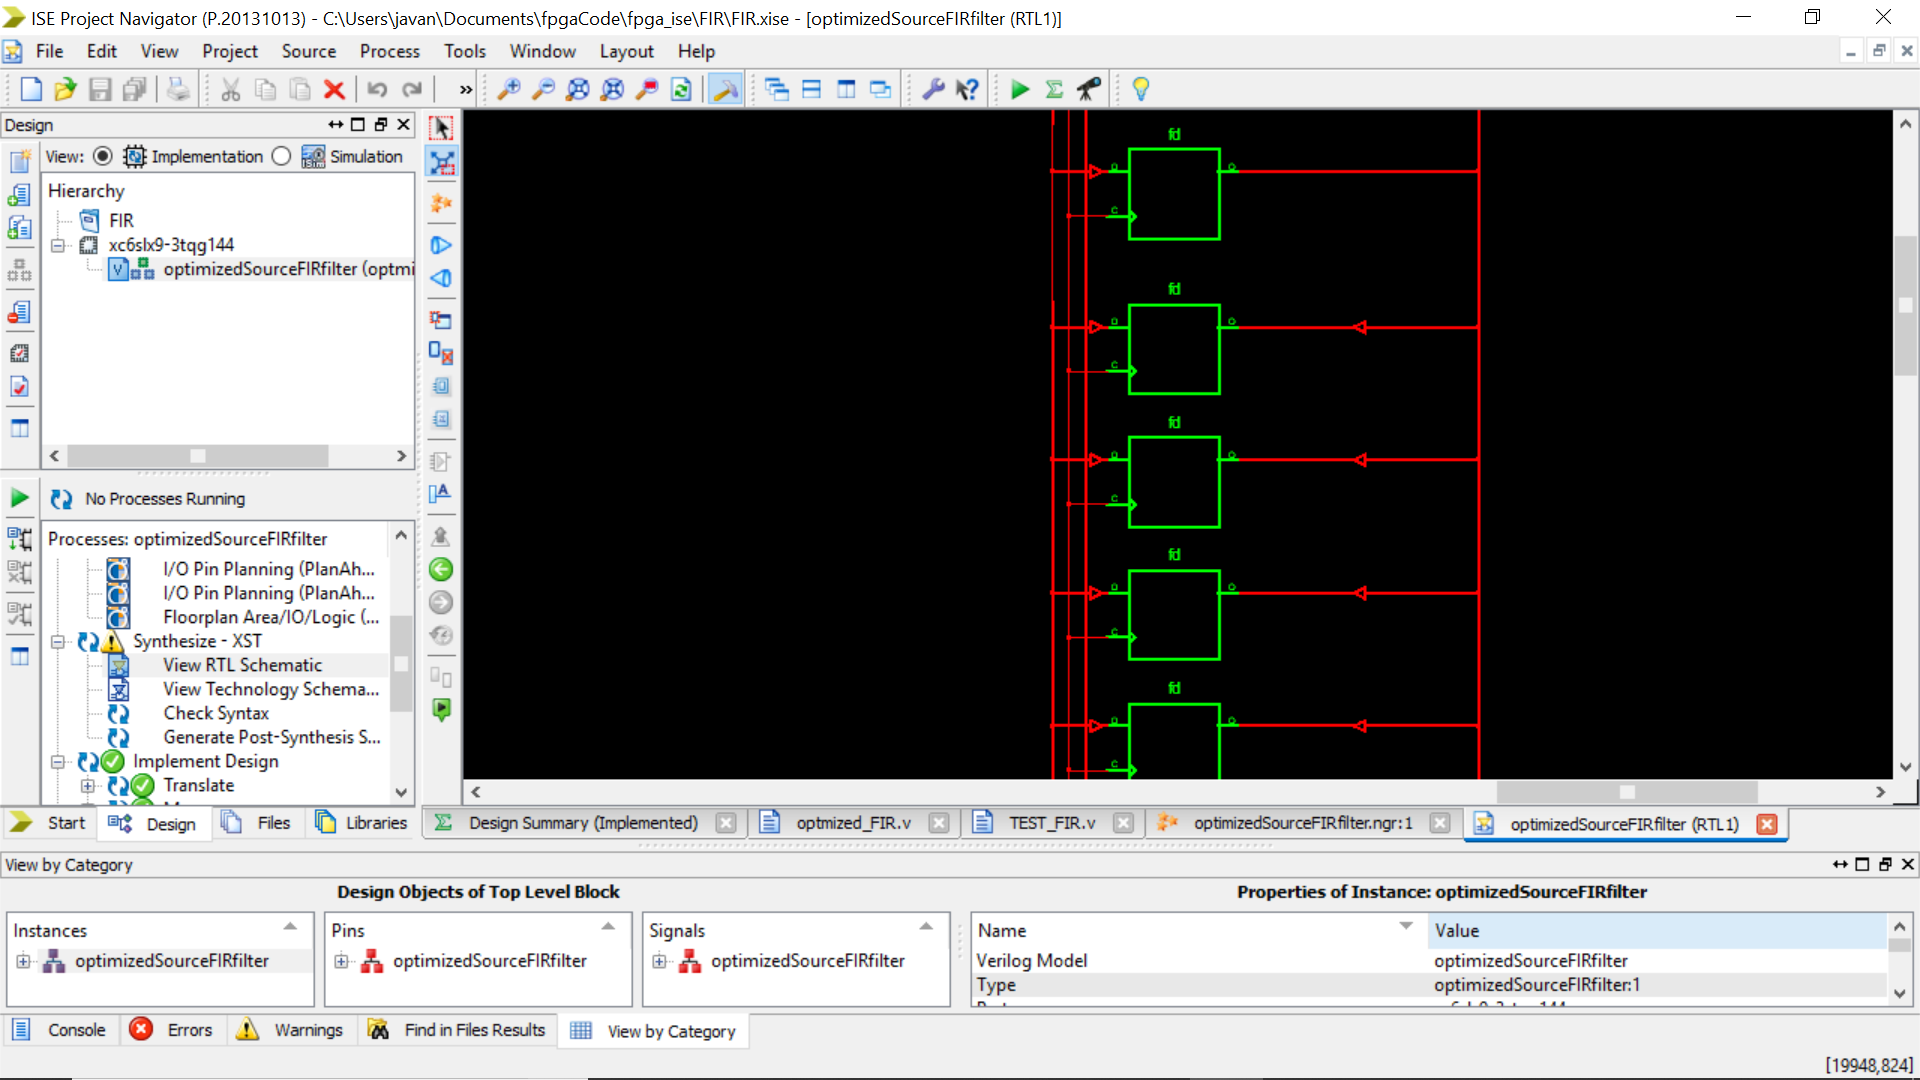 ISE Project Navigator (P.20131013) - C:\Users\javan\Documents\fpgaCode\fpga_ise\FIR\FIR.xise - [optimizedSourceFIRfilter (RTL1)]
File Edit View Project Source Process Tools Window Layout Help
Design
View: Implementation Simulation
Hierarchy
FIR
xc6slx9-3tqg144
optimizedSourceFIRfilter (optmi
No Processes Running
Processes: optimizedSourceFIRfilter
I/O Pin Planning (PlanAh...
I/O Pin Planning (PlanAh...
Floorplan Area/IO/Logic (...
Synthesize - XST
View RTL Schematic
View Technology Schema...
Check Syntax
Generate Post-Synthesis S...
Implement Design
Translate
fd
D Q
C
fd
D Q
C
fd
D Q
C
fd
D Q
C
fd
D Q
C
Start Design Files Libraries
Design Summary (Implemented) optmized_FIR.v TEST_FIR.v optimizedSourceFIRfilter.ngr:1 optimizedSourceFIRfilter (RTL1)
View by Category
Design Objects of Top Level Block Properties of Instance: optimizedSourceFIRfilter
Instances Pins Signals Name Value
optimizedSourceFIRfilter optimizedSourceFIRfilter optimizedSourceFIRfilter Verilog Model optimizedSourceFIRfilter
Type optimizedSourceFIRfilter:1
Console Errors Warnings Find in Files Results View by Category
[19948,824]